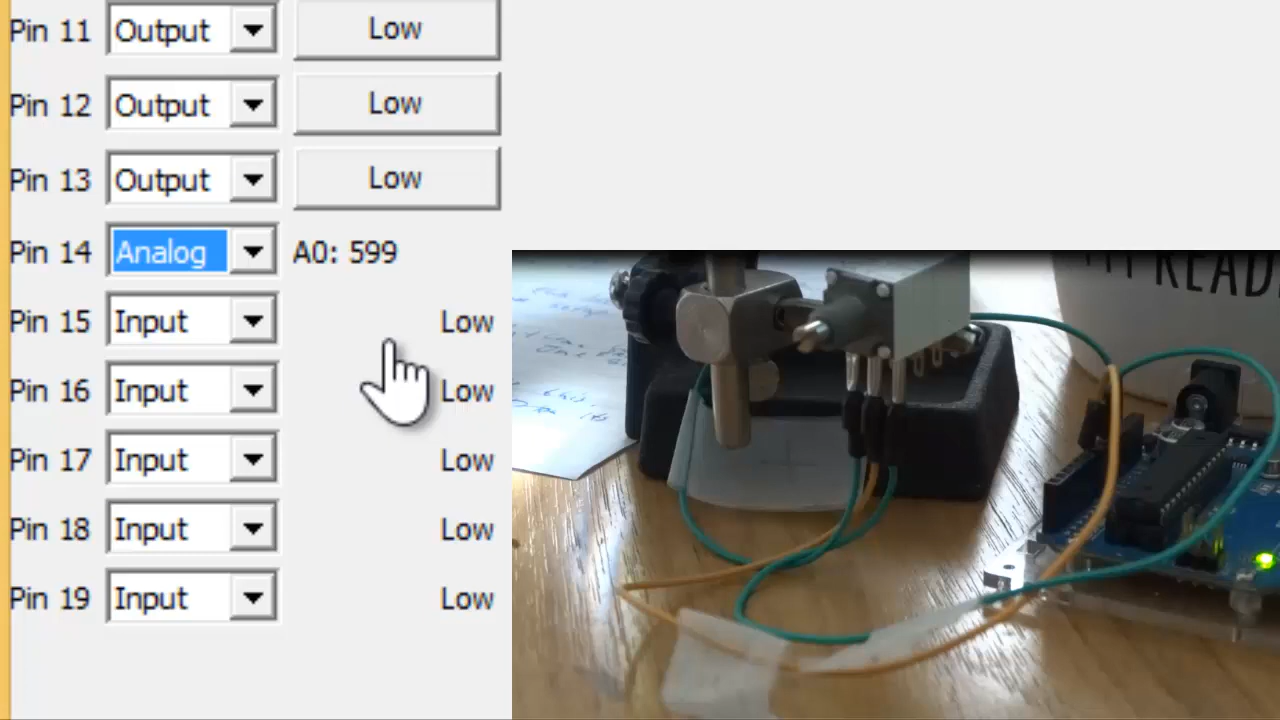 Pin 11 Output Low
Pin 12 Output Low
Pin 13 Output Low
Pin 14 Analog A0: 599
Pin 15 Input Low
Pin 16 Input Low
Pin 17 Input Low
Pin 18 Input Low
Pin 19 Input Low